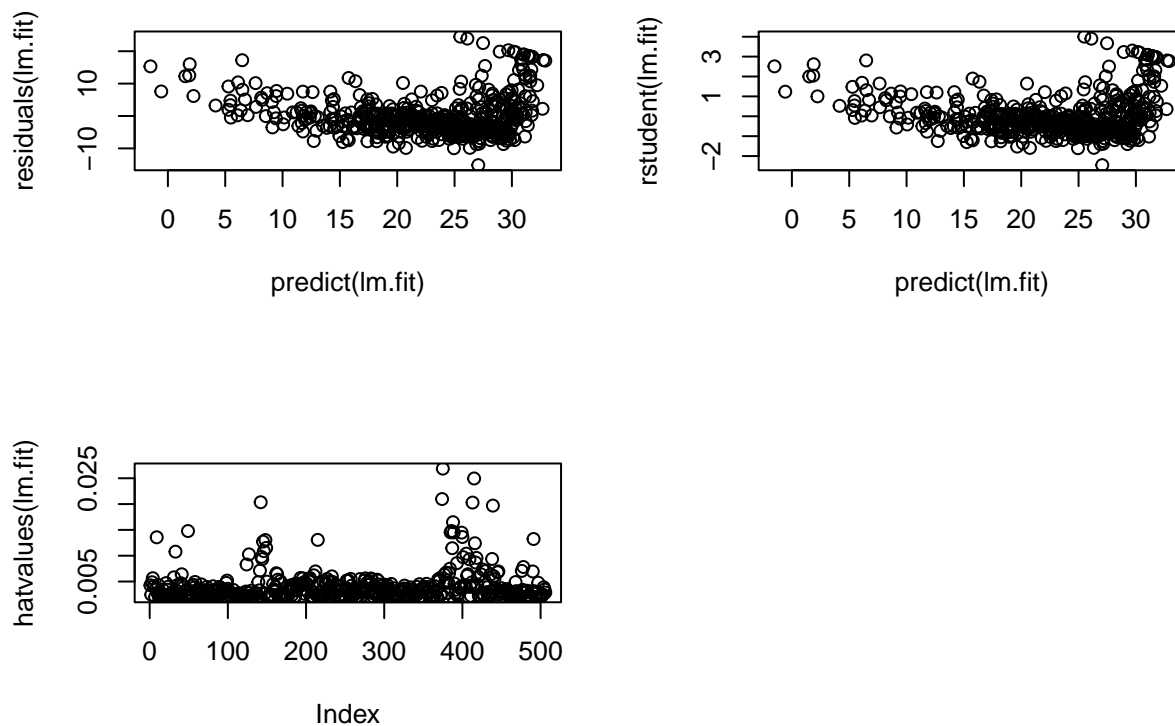 residuals(lm.fit)
10
−10
0 5 10 15 20 25 30
predict(lm.fit)
rstudent(lm.fit)
3
1
−2
0 5 10 15 20 25 30
predict(lm.fit)
hatvalues(lm.fit)
0.025
0.005
0 100 200 300 400 500
Index